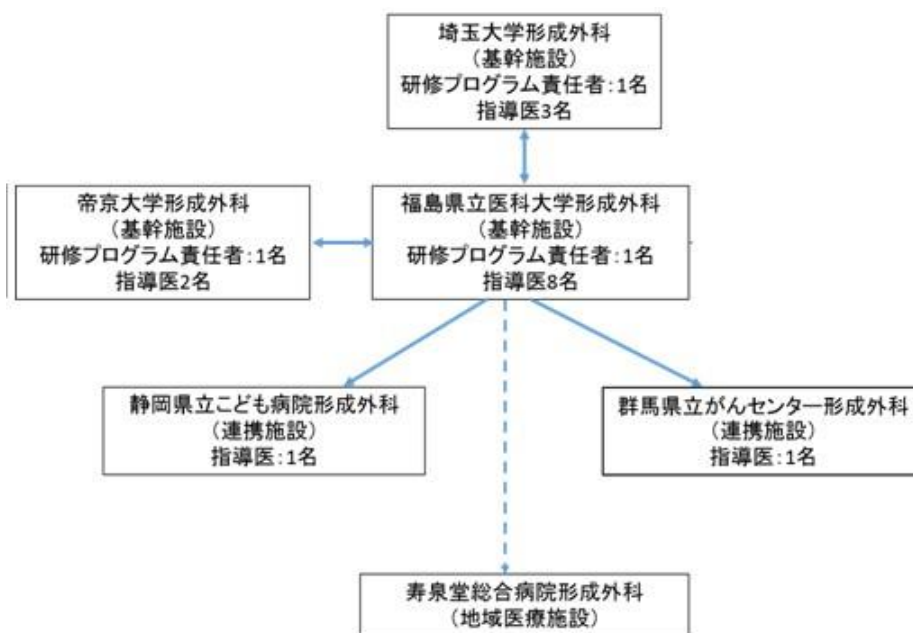 埼玉大学形成外科
(基幹施設)
研修プログラム責任者:1名
指導医3名
帝京大学形成外科
(基幹施設)
研修プログラム責任者:1名
指導医2名
福島県立医科大学形成外科
(基幹施設)
研修プログラム責任者:1名
指導医8名
静岡県立こども病院形成外科
(連携施設)
指導医:1名
群馬県立がんセンター形成外科
(連携施設)
指導医:1名
寿泉堂総合病院形成外科
(地域医療施設)